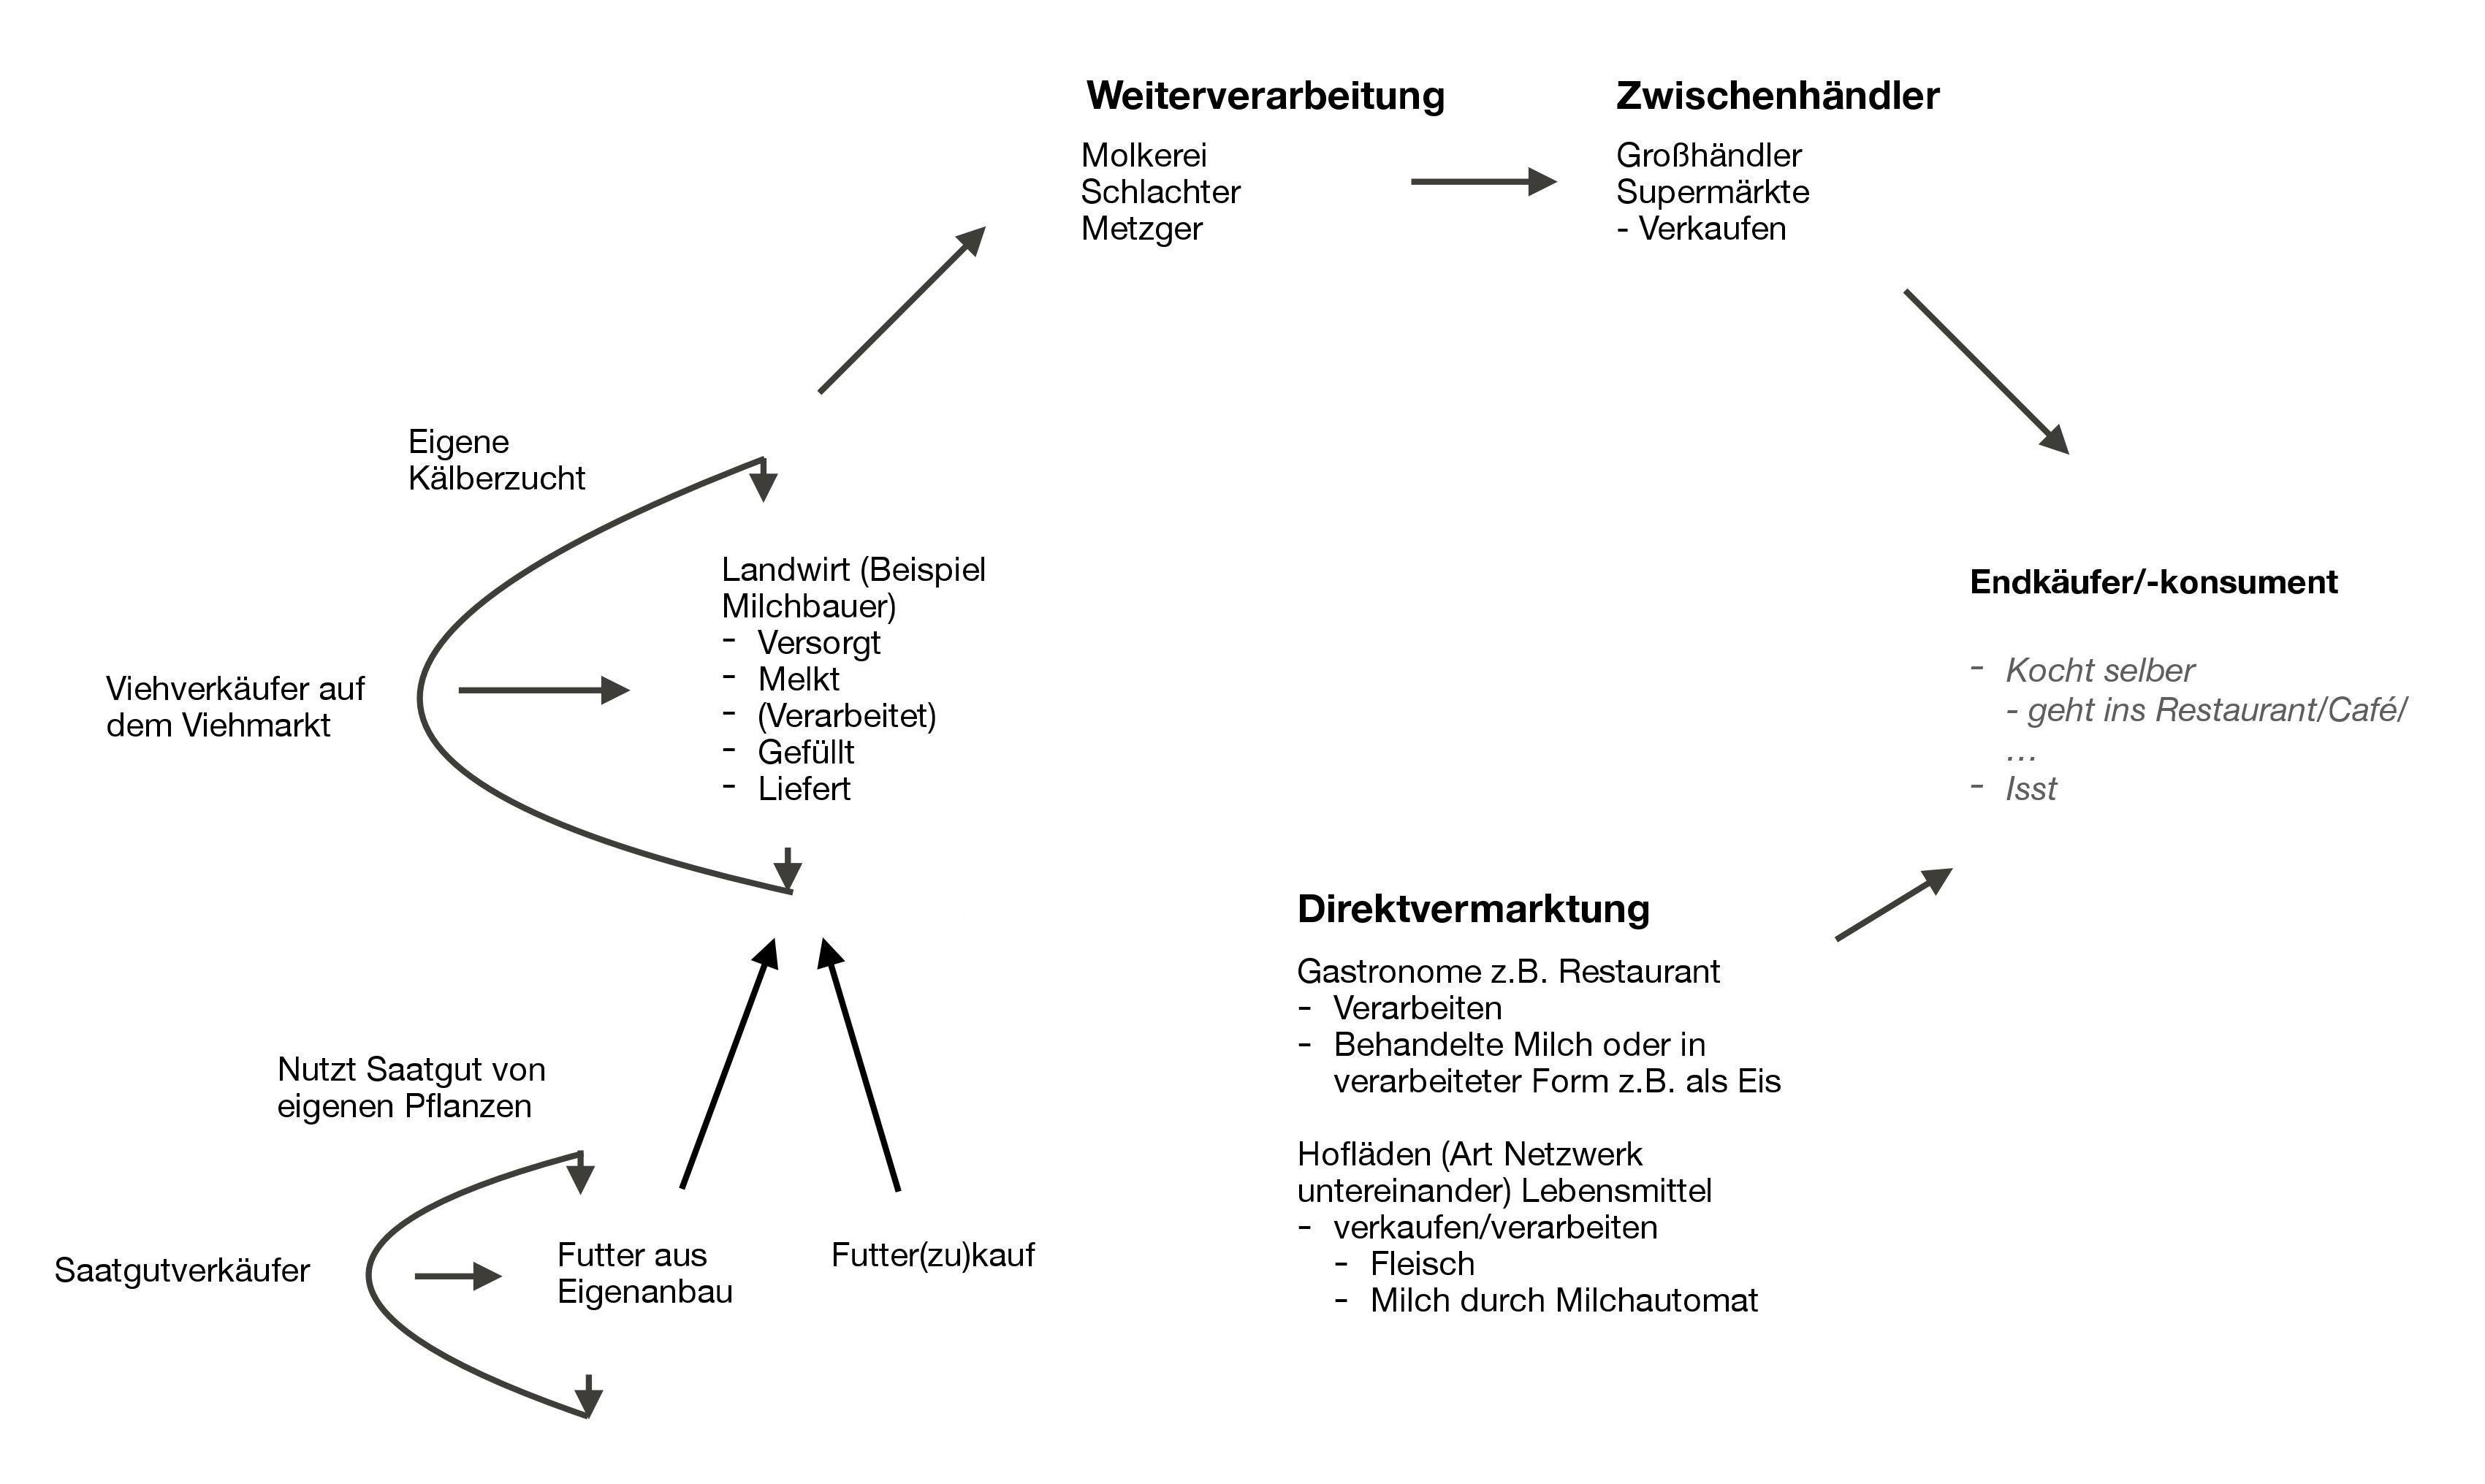 Weiterverarbeitung
Molkerei
Schlachter
Metzger
Zwischenhändler
Großhändler
Supermärkte
- Verkaufen
Eigene
Kälberzucht
Viehverkäufer auf
dem Viehmarkt
Landwirt (Beispiel
Milchbauer)
- Versorgt
- Melkt
- (Verarbeitet)
- Gefüllt
- Liefert
Endkäufer/-konsument
- Kocht selber
- geht ins Restaurant/Café/
…
- Isst
Direktvermarktung
Gastronome z.B. Restaurant
- Verarbeiten
- Behandelte Milch oder in
verarbeiteter Form z.B. als Eis
Hofläden (Art Netzwerk
untereinander) Lebensmittel
- verkaufen/verarbeiten
- Fleisch
- Milch durch Milchautomat
Nutzt Saatgut von
eigenen Pflanzen
Saatgutverkäufer
Futter aus
Eigenanbau
Futter(zu)kauf